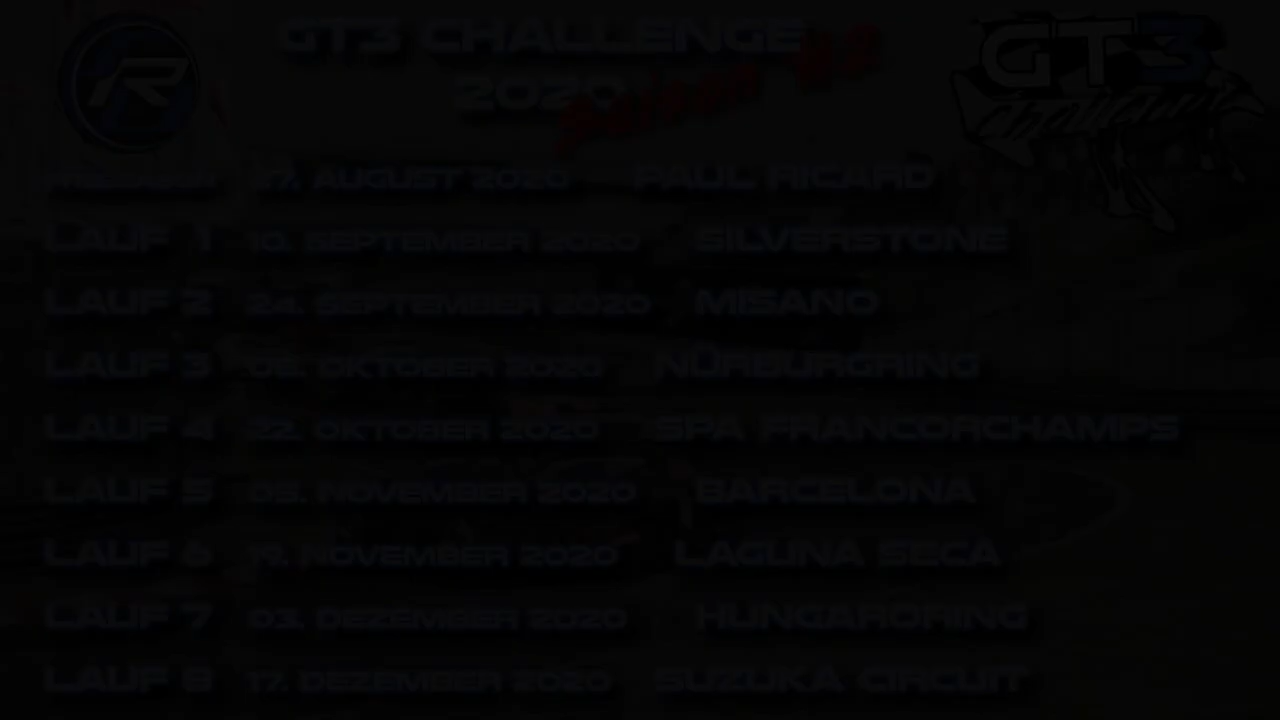 GT3 CHALLENGE
2020
GT3
Challenge
27. AUGUST 2020 PAUL RICARD
LAUF 1 10. SEPTEMBER 2020 SILVERSTONE
LAUF 2 24. SEPTEMBER 2020 MISANO
LAUF 3 08. OKTOBER 2020 NÜRBURGRING
LAUF 4 22. OKTOBER 2020 SPA FRANCORCHAMPS
LAUF 5 05. NOVEMBER 2020 BARCELONA
LAUF 6 19. NOVEMBER 2020 LAGUNA SECA
LAUF 7 03. DEZEMBER 2020 HUNGARORING
LAUF 8 17. DEZEMBER 2020 SUZUKA CIRCUIT